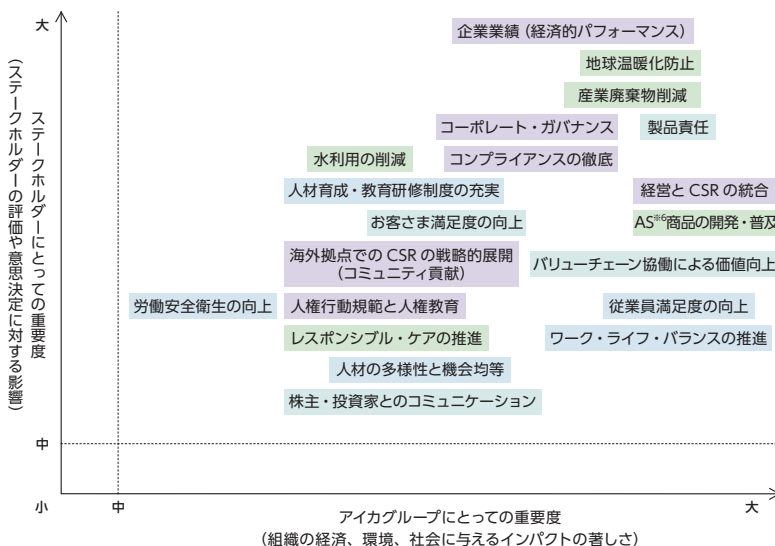 大
企業業績（経済的パフォーマンス）
地球温暖化防止
産業廃棄物削減
コーポレート・ガバナンス
製品責任
水利用の削減
コンプライアンスの徹底
人材育成・教育研修制度の充実
経営と CSR の統合
お客さま満足度の向上
AS※6商品の開発・普及
海外拠点での CSR の戦略的展開
（コミュニティ貢献）
バリューチェーン協働による価値向上
労働安全衛生の向上
人権行動規範と人権教育
従業員満足度の向上
レスポンシブル・ケアの推進
ワーク・ライフ・バランスの推進
人材の多様性と機会均等
株主・投資家とのコミュニケーション
ステークホルダーにとっての重要度
（ステークホルダーの評価や意思決定に対する影響）
中
小
中
大
アイカグループにとっての重要度
（組織の経済、環境、社会に与えるインパクトの著しさ）